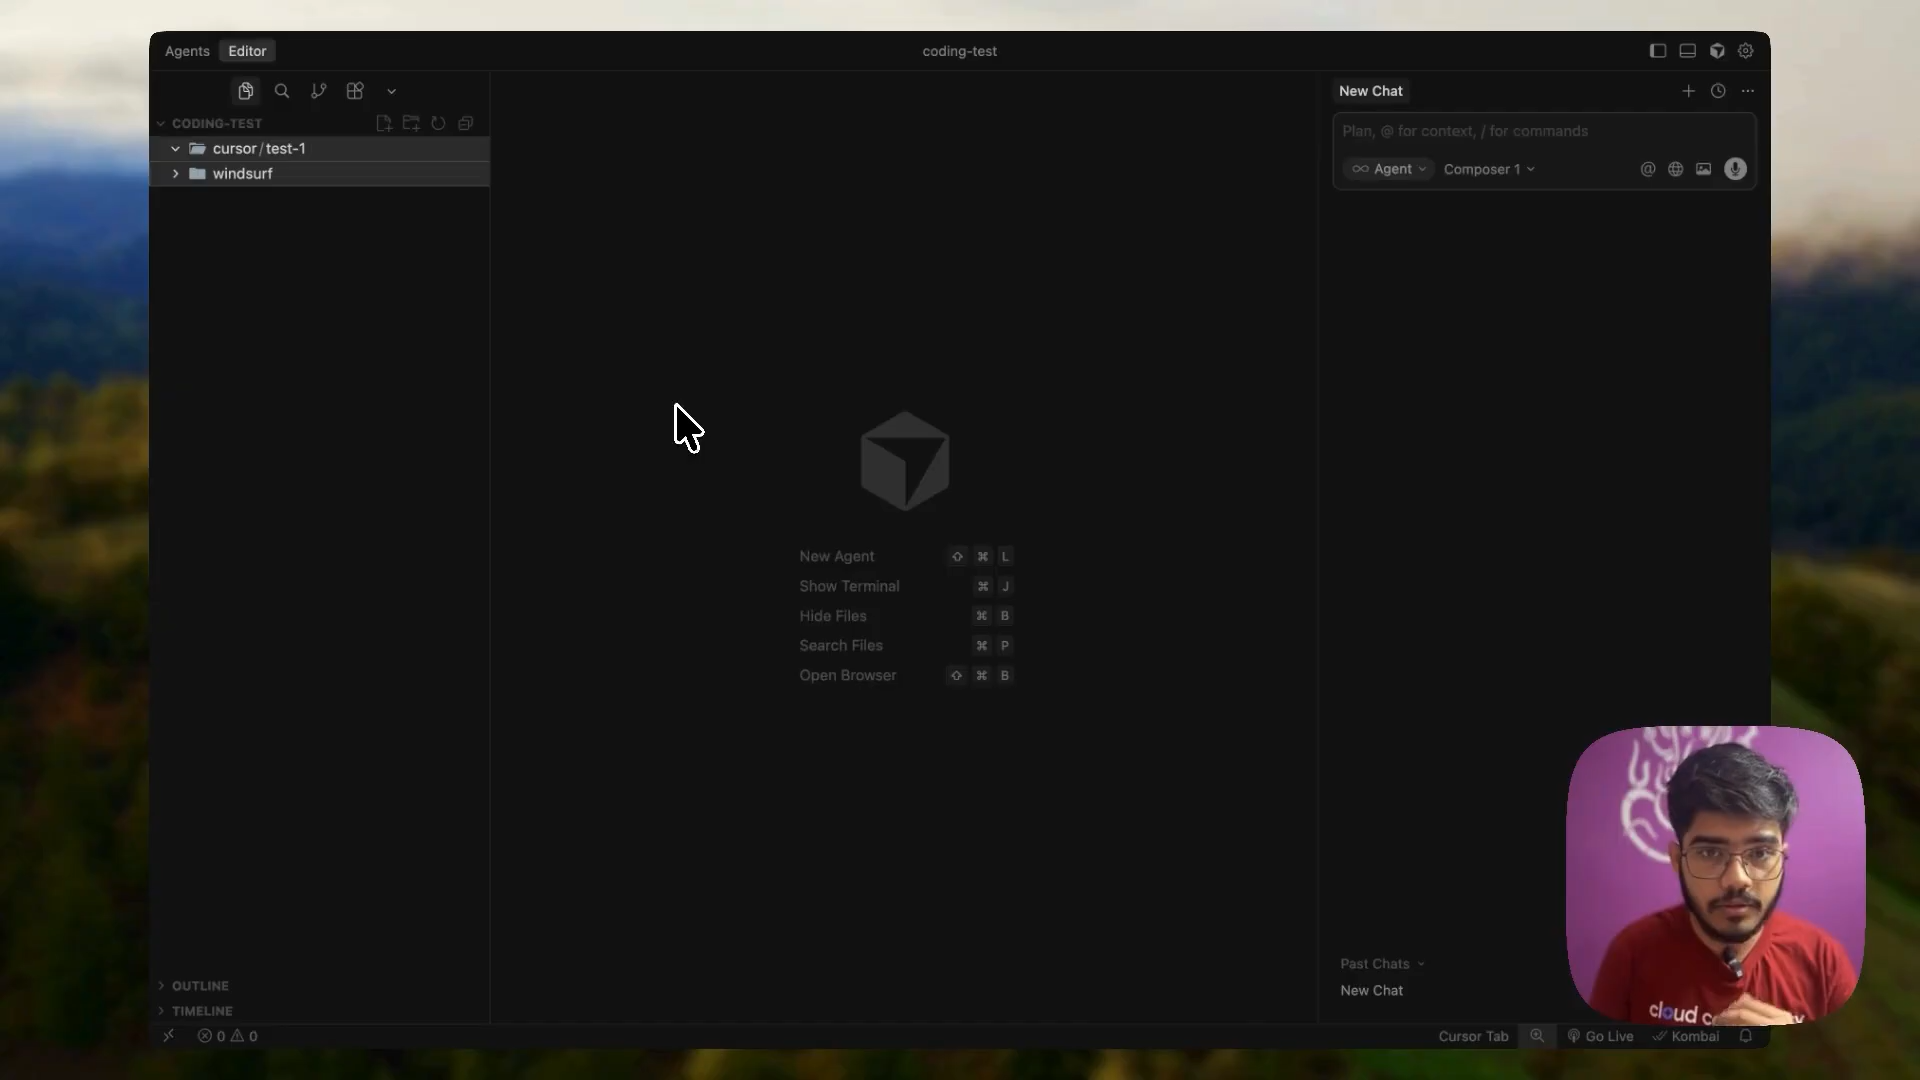 Agents Editor
coding-test
CODING-TEST
cursor/test-1
windsurf
New Agent ⌘ L
Show Terminal ⌘ J
Hide Files ⌘ B
Search Files ⌘ P
Open Browser ⌘ B
OUTLINE
TIMELINE
0 0
New Chat
Plan, @ for context, / for commands
Agent Composer 1 @
Past Chats
New Chat
cloud
Cursor Tab Go Live Kombai